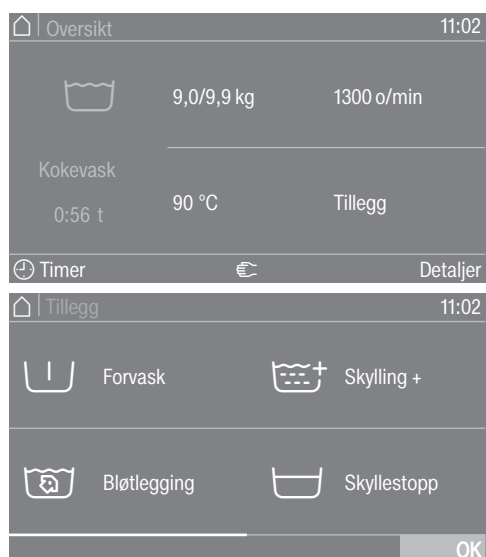 Oversikt 11:02
9,0/9,9 kg 1300 o/min
Kokevask
0:56 t
90 °C Tillegg
Timer Detaljer
Tillegg 11:02
Forvask Skylling +
Bløtlegging Skyllestopp
OK